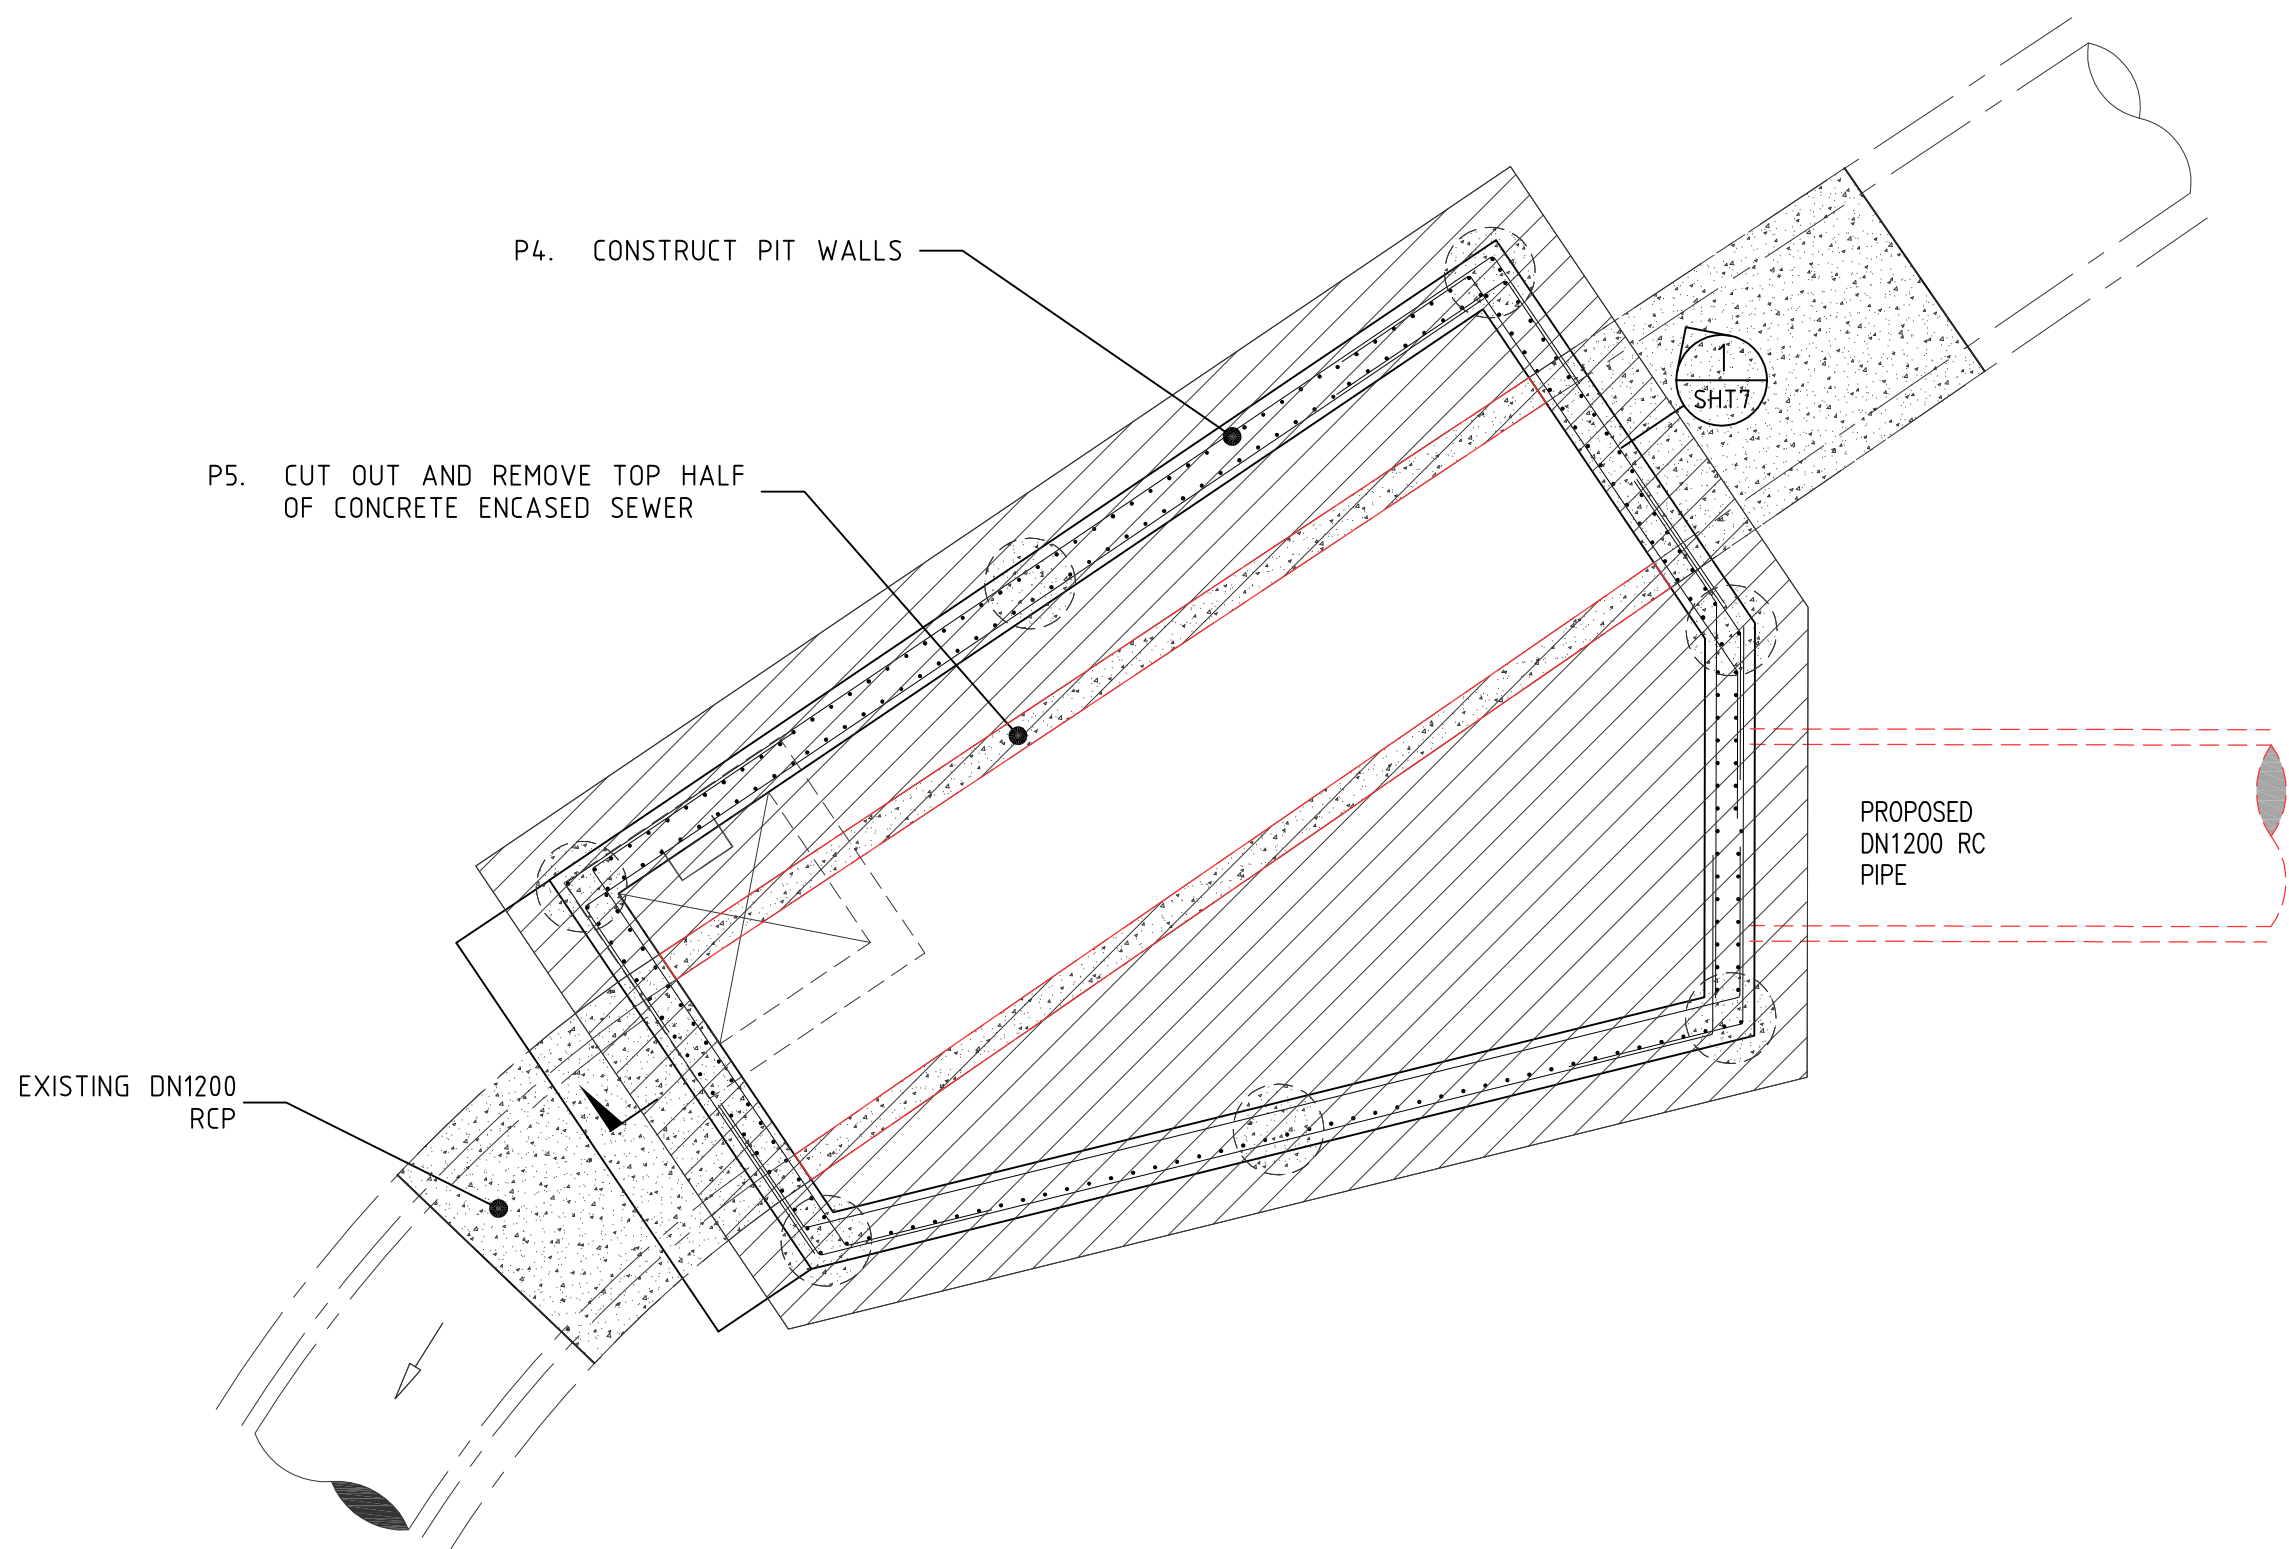 P4. CONSTRUCT PIT WALLS
P5. CUT OUT AND REMOVE TOP HALF
OF CONCRETE ENCASED SEWER
1
SHT7
PROPOSED
DN1200 RC
PIPE
EXISTING DN1200
RCP